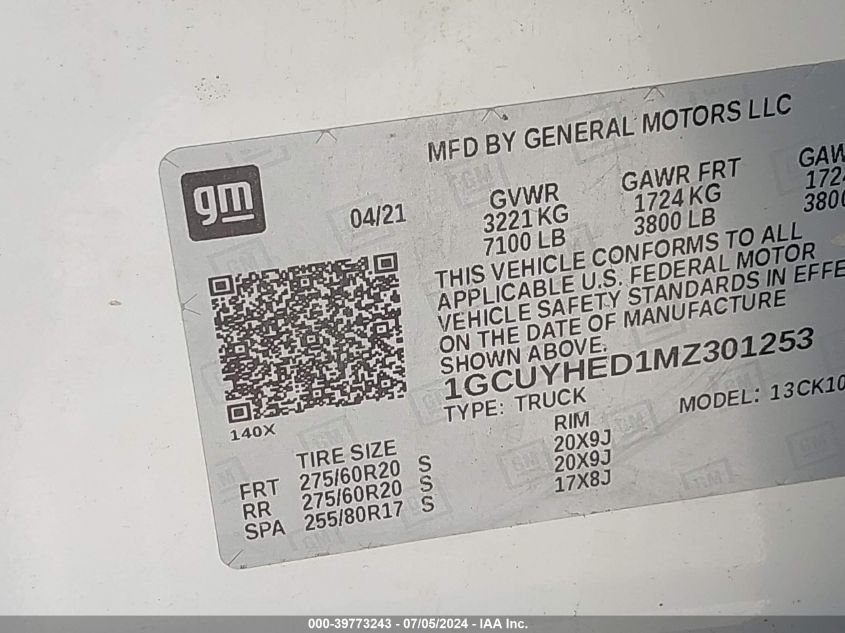 MFD BY GENERAL MOTORS LLC
gm
04/21
GVWR
3221 KG
7100 LB
GAWR FRT
1724 KG
3800 LB
GAW
172
3800
THIS VEHICLE CONFORMS TO ALL
APPLICABLE U.S. FEDERAL MOTOR
VEHICLE SAFETY STANDARDS IN EFFE
ON THE DATE OF MANUFACTURE
SHOWN ABOVE.
1GCUYHED1MZ301253
TYPE: TRUCK
MODEL: 13CK10
140X
TIRE SIZE
RIM
FRT 275/60R20 S 20X9J
RR 275/60R20 S 20X9J
SPA 255/80R17 S 17X8J
000-39773243 - 07/05/2024 - IAA Inc.